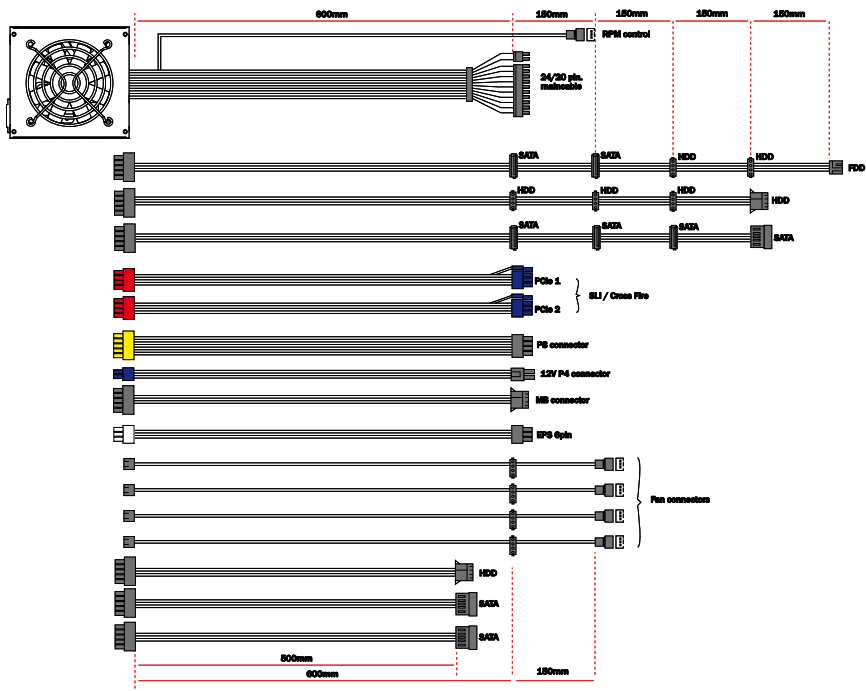 600mm 150mm 150mm 150mm 150mm
RPM control
24/20 pin.
maincable
SATA SATA HDD HDD FDD
HDD HDD HDD HDD
SATA SATA SATA SATA
PCIe 1
SLI / Cross Fire
PCIe 2
P8 connector
12V P4 connector
MB connector
EPS 6pin
Fan connectors
HDD
SATA
SATA
500mm
600mm 150mm